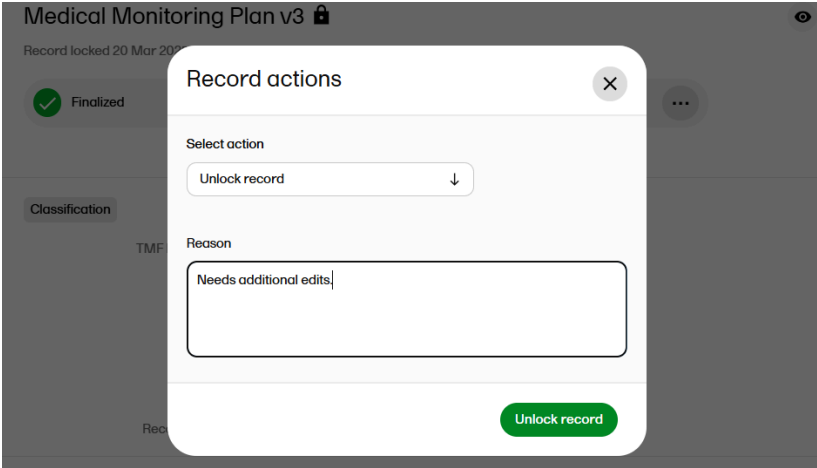 Medical Monitoring Plan v3
Record locked 20 Mar
Record actions
Finalized
Select action
Unlock record
Classification
TMF
Reason
Needs additional edits.
Unlock record